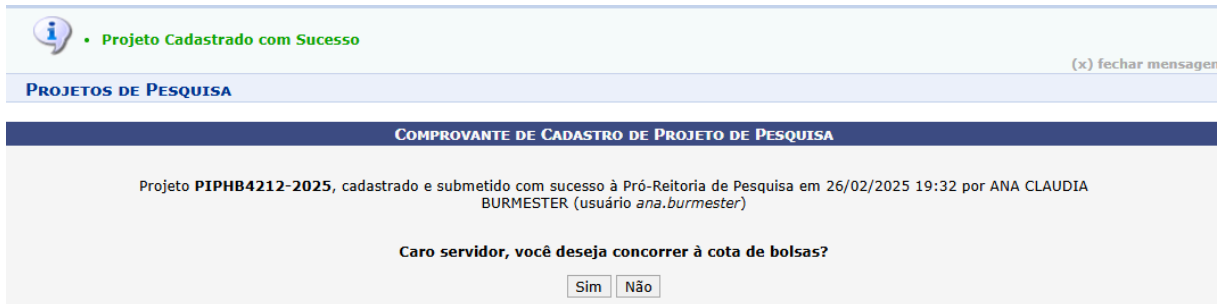 • Projeto Cadastrado com Sucesso
(x) fechar mensagem
PROJETOS DE PESQUISA
COMPROVANTE DE CADASTRO DE PROJETO DE PESQUISA
Projeto PIPHB4212-2025, cadastrado e submetido com sucesso à Pró-Reitoria de Pesquisa em 26/02/2025 19:32 por ANA CLAUDIA
BURMESTER (usuário ana.burmester)
Caro servidor, você deseja concorrer à cota de bolsas?
Sim Não